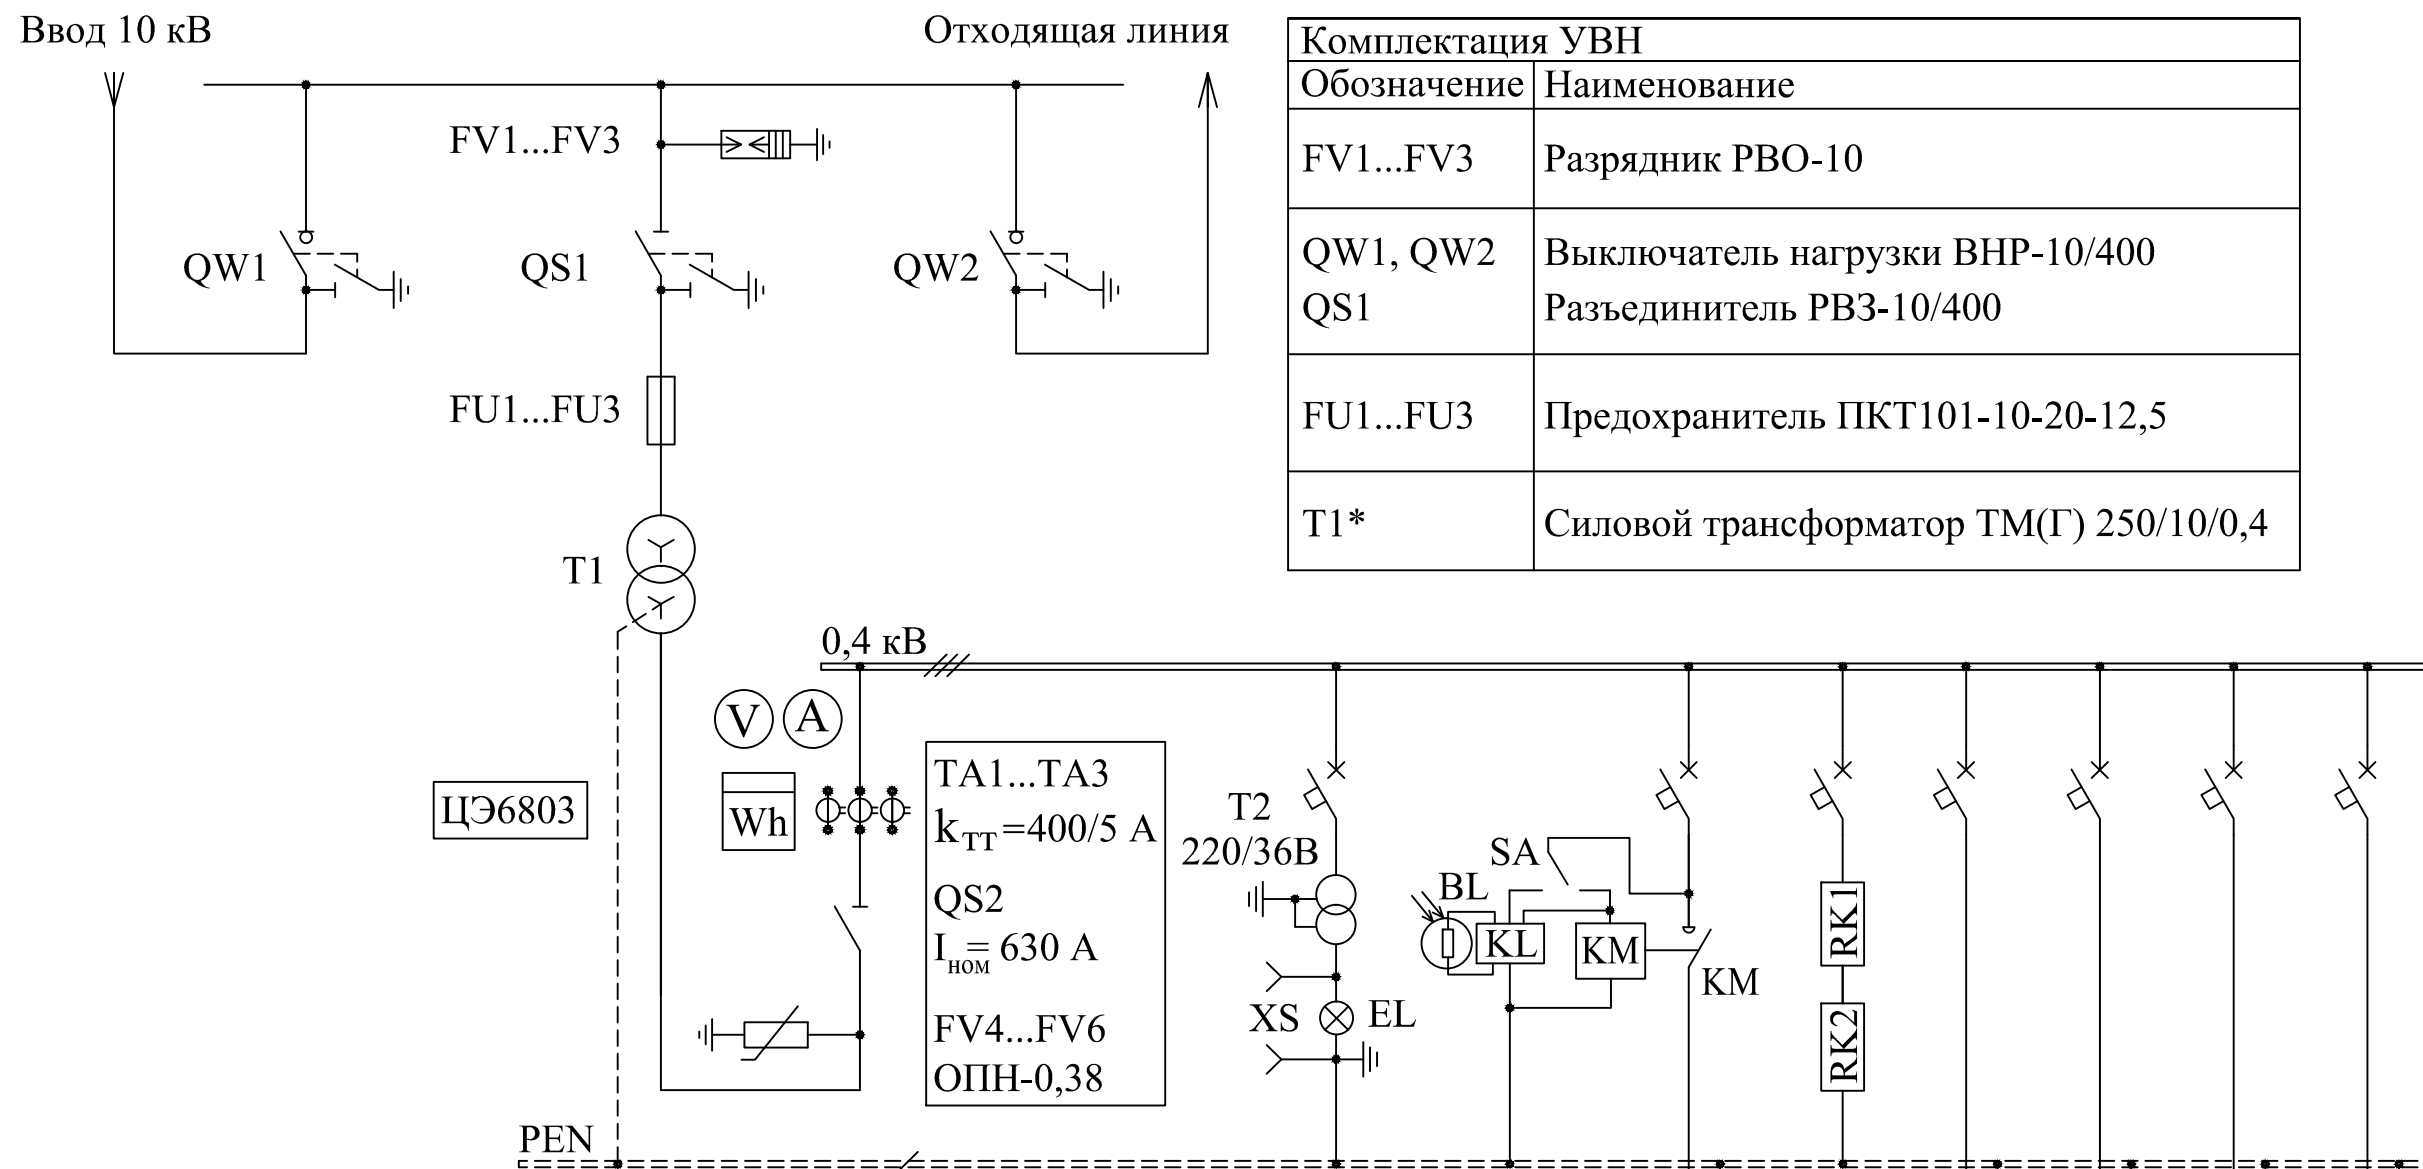 Ввод 10 кВ
Отходящая линия
FV1...FV3
QW1
QS1
QW2
FU1...FU3
T1
Комплектация УВН
Обозначение Наименование
FV1...FV3 Разрядник РВО-10
QW1, QW2 Выключатель нагрузки ВНР-10/400
QS1 Разъединитель РВЗ-10/400
FU1...FU3 Предохранитель ПКТ101-10-20-12,5
T1* Силовой трансформатор ТМ(Г) 250/10/0,4
0,4 кВ
V A
ЦЭ6803
Wh
TA1...TA3
kТТ=400/5 А
QS2
Iном= 630 А
FV4...FV6
ОПН-0,38
T2
220/36В
XS
EL
SA
BL
KL
KM
KM
RK1
RK2
PEN